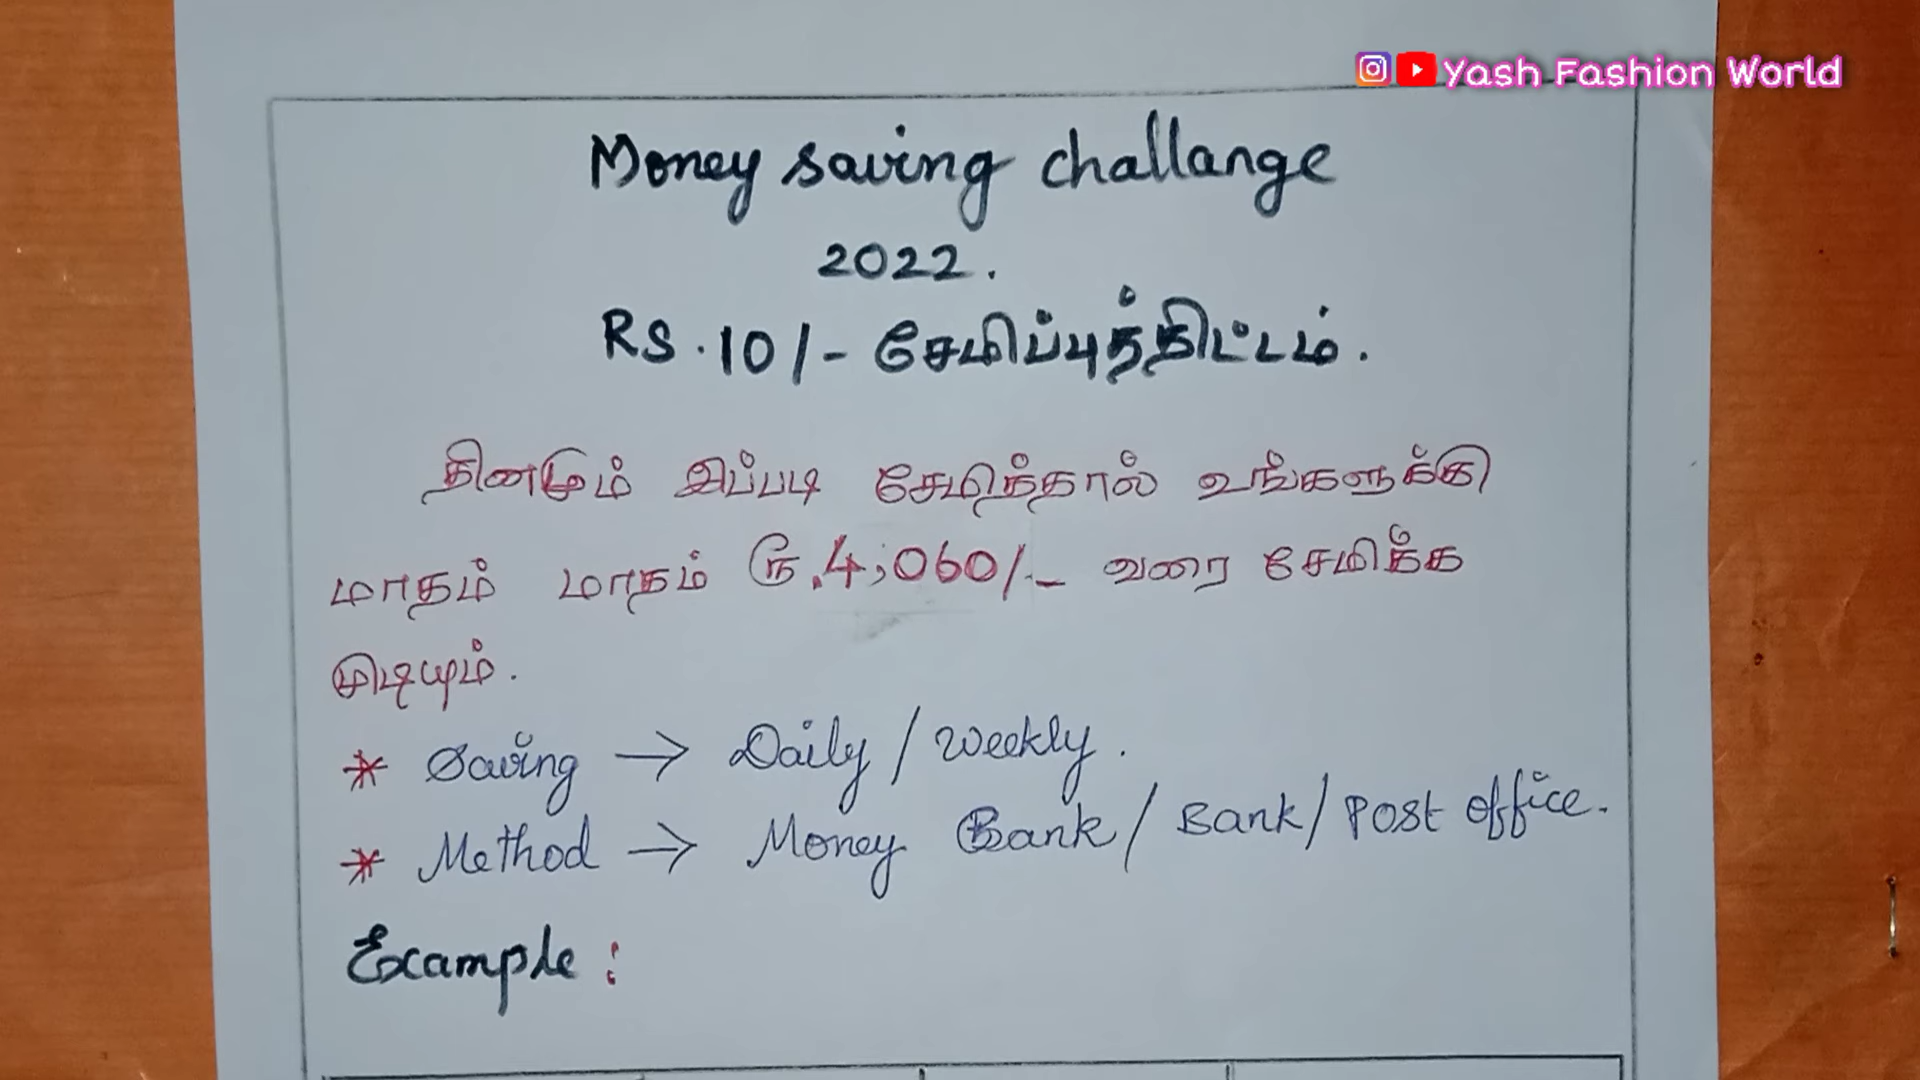 Yash Fashion World
Money saving challange
2022.
RS.10/- சேமிப்புத்திட்டம்.
தினமும் இப்படி சேமித்தால் உங்களுக்கு
மாதம் மாதம் ரூ.4,060/- வரை சேமிக்க
முடியும்.
* Saving → Daily / Weekly.
* Method → Money Bank / Bank / Post office.
Example :